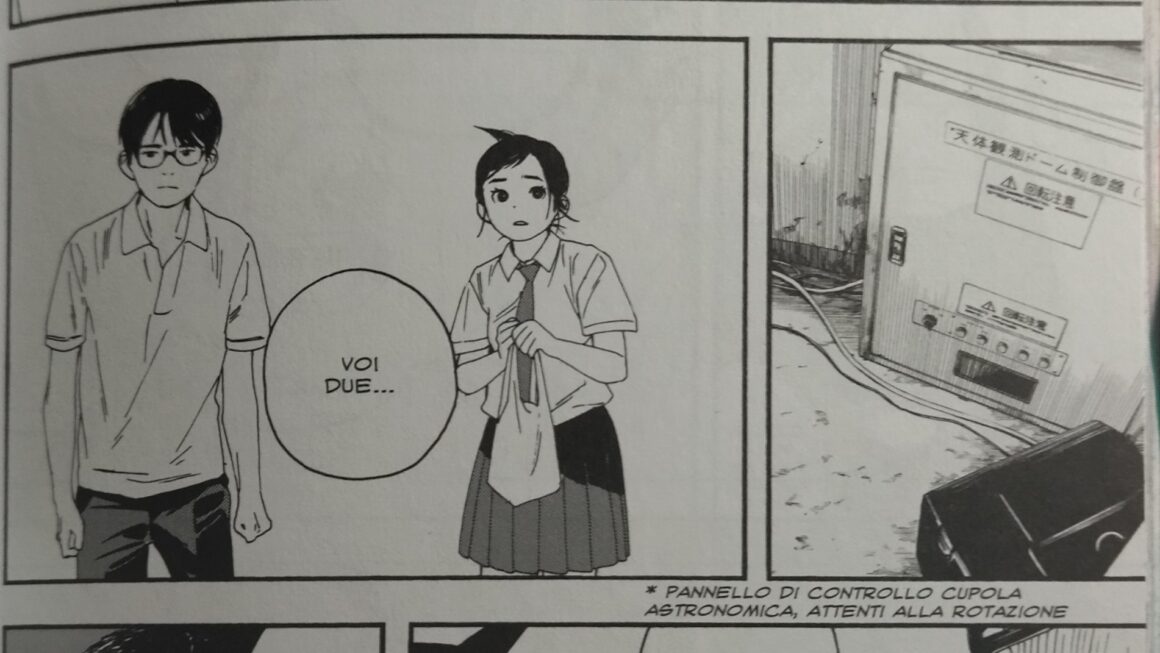 VOI
DUE...
*天体観測ドーム制御盤(
⚠ 回転注意
⚠ 回転注意
* PANNELLO DI CONTROLLO CUPOLA
ASTRONOMICA, ATTENTI ALLA ROTAZIONE